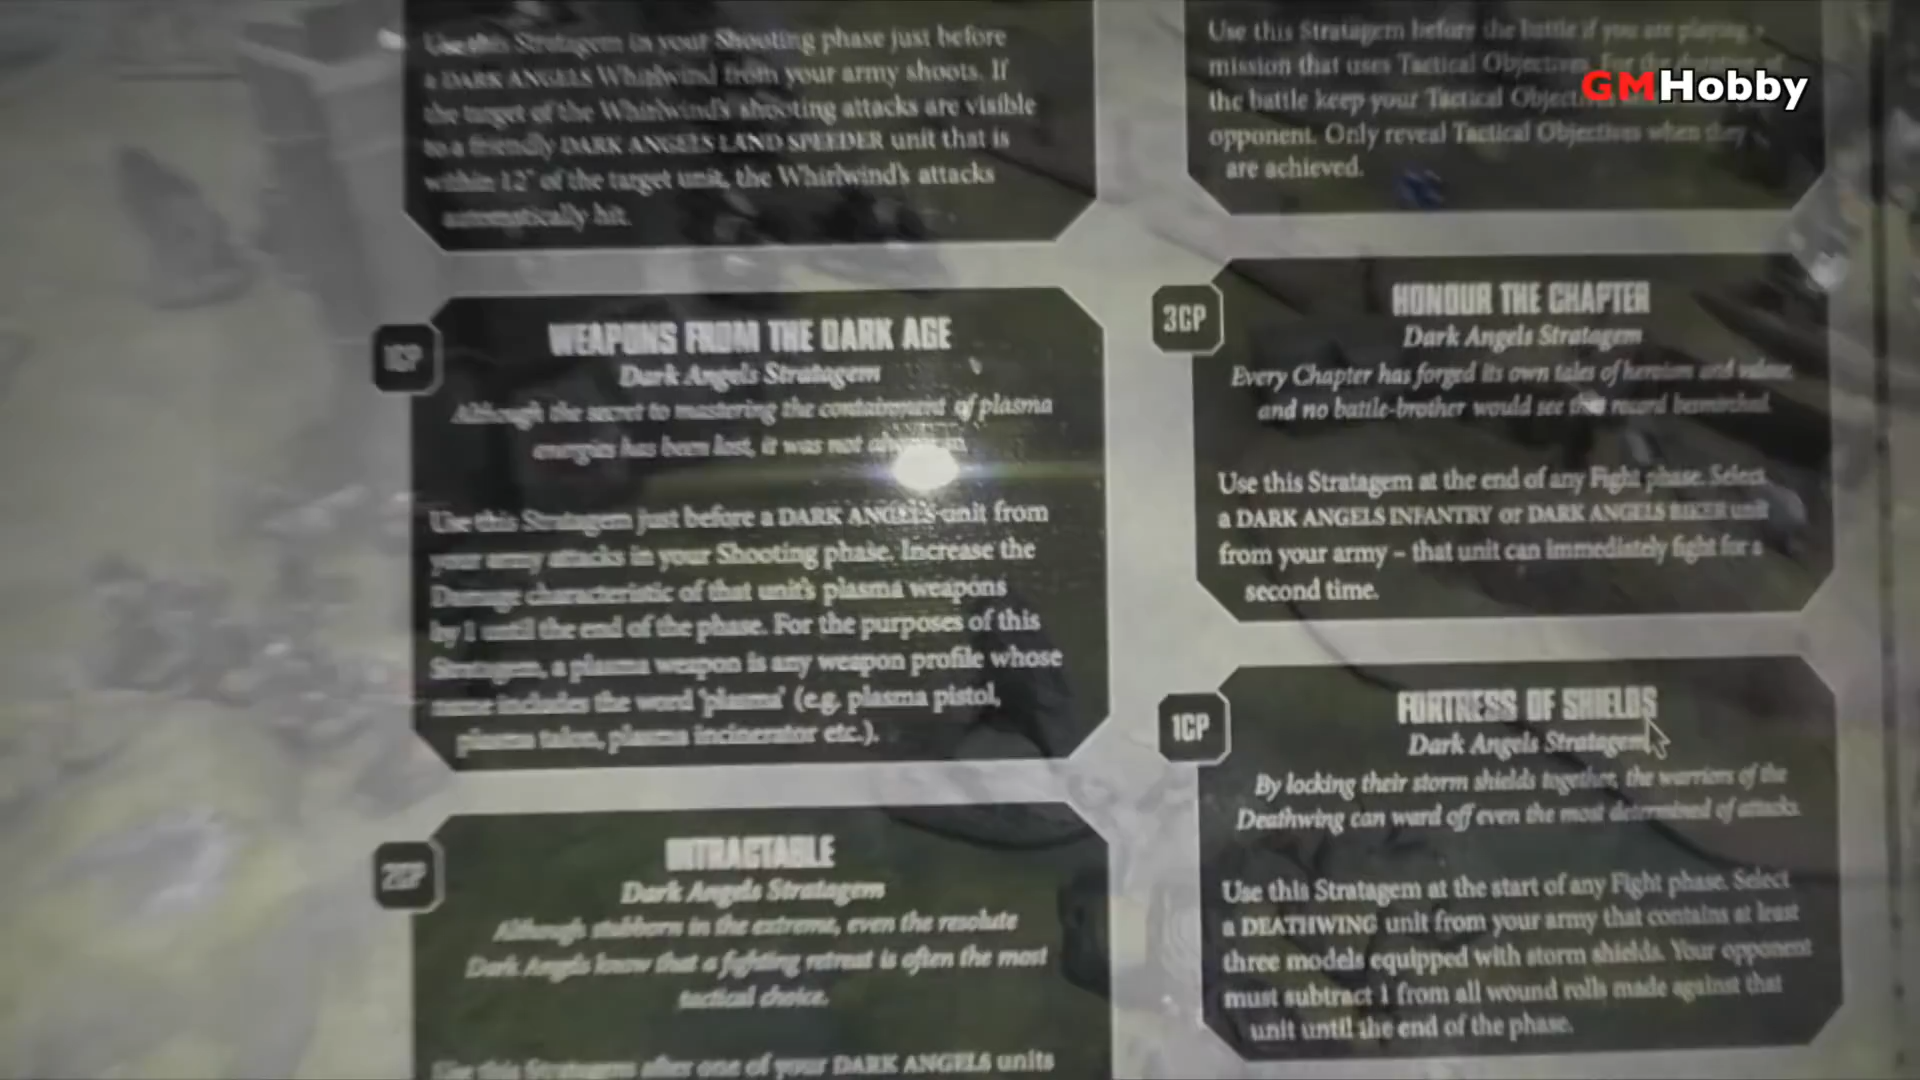 Use this Stratagem in your Shooting phase just before
a DARK ANGELS Whirlwind from your army shoots. If
the target of the Whirlwind's shooting attacks are visible
to a friendly DARK ANGELS LAND SPEEDER unit that is
within 12" of the target unit, the Whirlwind's attacks
automatically hit.
1CP
WEAPONS FROM THE DARK AGE
Dark Angels Stratagem
Although the secret to mastering the containment of plasma
energies has been lost, it was not
Use this Stratagem just before a DARK ANGELS unit from
your army attacks in your Shooting phase. Increase the
Damage characteristic of that unit's plasma weapons
by 1 until the end of the phase. For the purposes of this
Stratagem, a plasma weapon is any weapon profile whose
name includes the word 'plasma' (e.g. plasma pistol,
plasma talon, plasma incinerator etc.).
2CP
INTRACTABLE
Dark Angels Stratagem
Although stubborn in the extreme, even the resolute
Dark Angels know that a fighting retreat is often the most
tactical choice.
Use this Stratagem after one of your DARK ANGELS units
Use this Stratagem before the battle if you are playing a
mission that uses Tactical Objectives. For the
the battle keep your Tactical
opponent. Only reveal Tactical Objectives when they
are achieved.
GMHobby
3CP
HONOUR THE CHAPTER
Dark Angels Stratagem
Every Chapter has forged its own tales of heroism and valour,
and no battle-brother would see that record besmirched.
Use this Stratagem at the end of any Fight phase. Select
a DARK ANGELS INFANTRY or DARK ANGELS BIKER unit
from your army – that unit can immediately fight for a
second time.
1CP
FORTRESS OF SHIELDS
Dark Angels Stratagem
By locking their storm shields together, the warriors of the
Deathwing can ward off even the most determined of attacks.
Use this Stratagem at the start of any Fight phase. Select
a DEATHWING unit from your army that contains at least
three models equipped with storm shields. Your opponent
must subtract 1 from all wound rolls made against that
unit until the end of the phase.